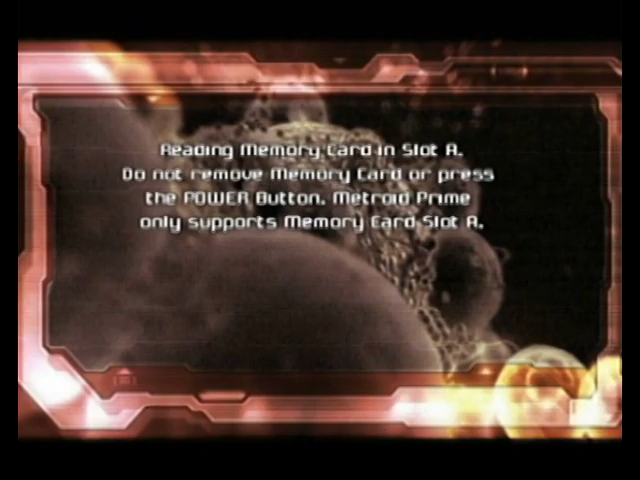 Reading Memory Card in Slot A.
Do not remove Memory Card or press
the POWER Button. Metroid Prime
only supports Memory Card Slot A.